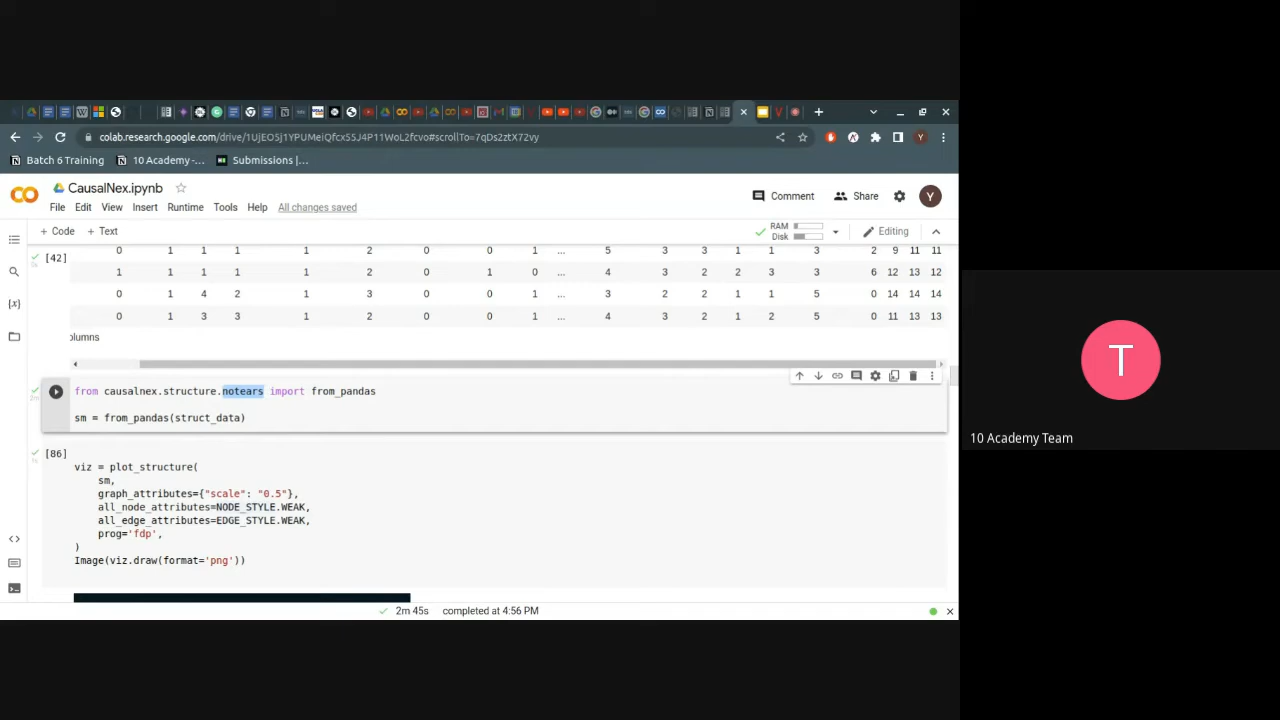 colab.research.google.com/drive/1UjEOSj1YPUMeiQfcx5SJ4P11WoL2fcvo#scrollTo=7qDs2ztX72vy
Y
Batch 6 Training
10 Academy -...
Submissions |...
CausalNex.ipynb
File Edit View Insert Runtime Tools Help All changes saved
Comment
Share
Y
+ Code + Text
RAM
Disk
Editing
[42]
0 1 1 1 1 2 0 0 1 ... 5 3 3 1 1 3 2 9 11 11
1 1 1 1 1 2 0 1 0 ... 4 3 2 2 3 3 6 12 13 12
0 1 4 2 1 3 0 0 1 ... 3 2 2 1 1 5 0 14 14 14
0 1 3 3 1 2 0 0 1 ... 4 3 2 1 2 5 0 11 13 13
olumns
from causalnex.structure.notears import from_pandas
sm = from_pandas(struct_data)
[86]
viz = plot_structure(
sm,
graph_attributes={"scale": "0.5"},
all_node_attributes=NODE_STYLE.WEAK,
all_edge_attributes=EDGE_STYLE.WEAK,
prog='fdp',
)
Image(viz.draw(format='png'))
2m 45s completed at 4:56 PM
T
10 Academy Team